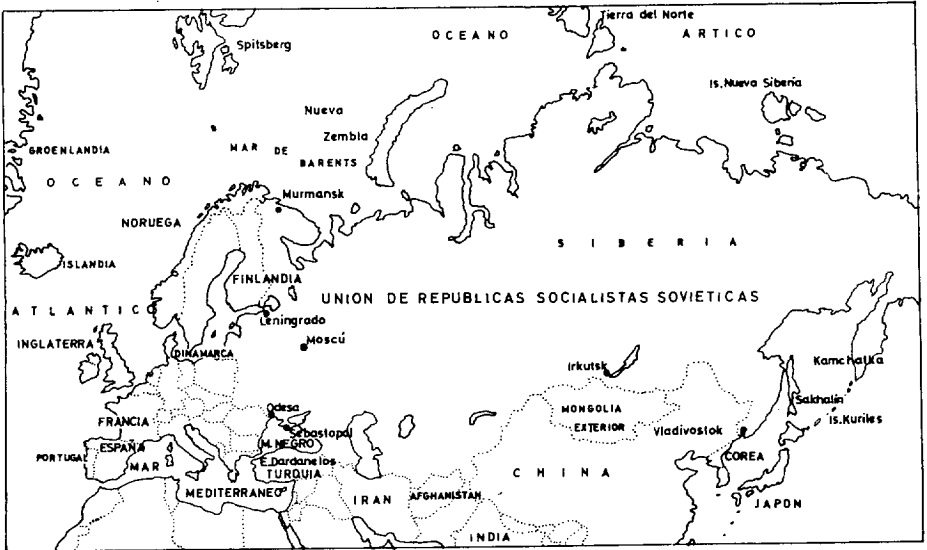 Tierra del Norte
OCEANO
ARTICO
Spitsberg
Is. Nueva Siberia
Nueva
Zembla
MAR DE
BARENTS
GROENLANDIA
OCEANO
Murmansk
NORUEGA
SIBERIA
ISLANDIA
FINLANDIA
UNION DE REPUBLICAS SOCIALISTAS SOVIETICAS
ATLANTICO
Leningrado
INGLATERRA
Moscú
DINAMARCA
Kamchatka
Irkutsk
Sakhalín
MONGOLIA
EXTERIOR
Is. Kuriles
Odesa
FRANCIA
Sebastopol
Vladivostok
M. NEGRO
ESPAÑA
PORTUGAL
MAR
E. Dardanelos
TURQUIA
COREA
CHINA
MEDITERRANEO
IRAN
AFGHANISTAN
JAPON
INDIA